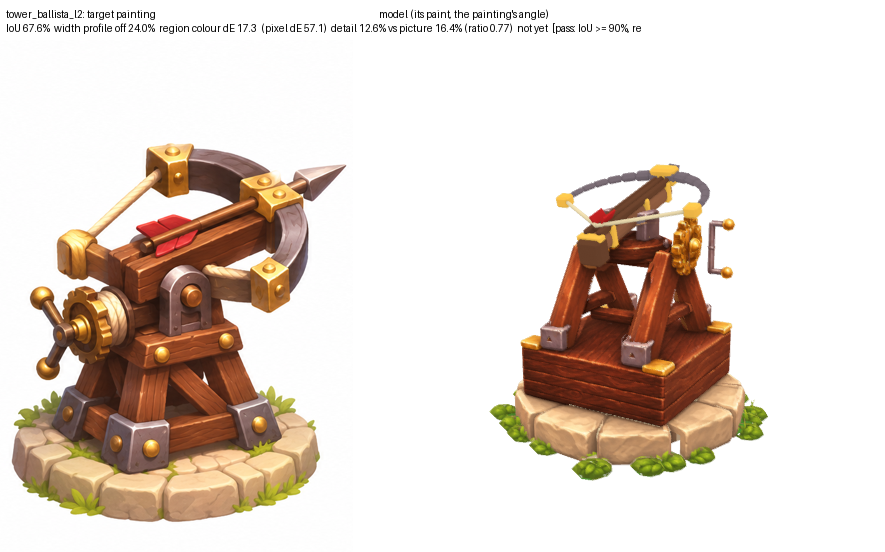 tower_ballista_l2: target painting
model (its paint, the painting's angle)
IoU 67.6% width profile off 24.0% region colour dE 17.3 (pixel dE 57.1) detail 12.6% vs picture 16.4% (ratio 0.77) not yet [pass: IoU >= 90%, re